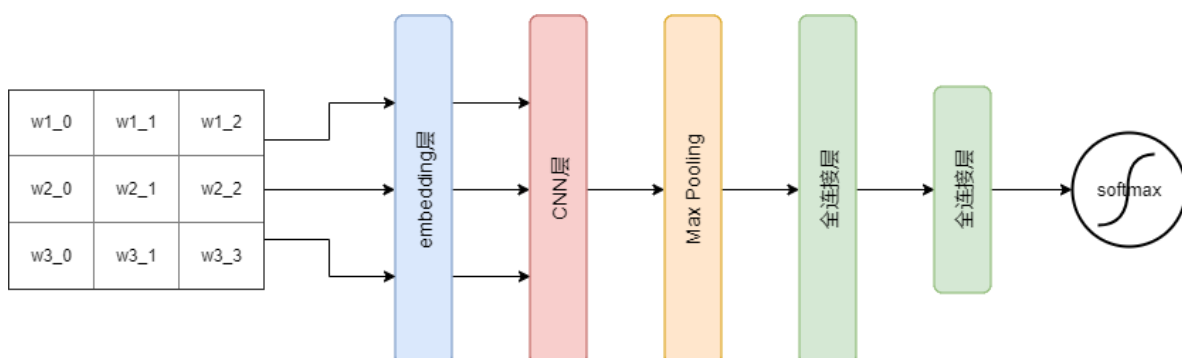 w1_0 w1_1 w1_2
w2_0 w2_1 w2_2
w3_0 w3_1 w3_3
embedding层
CNN层
Max Pooling
全连接层
全连接层
softmax